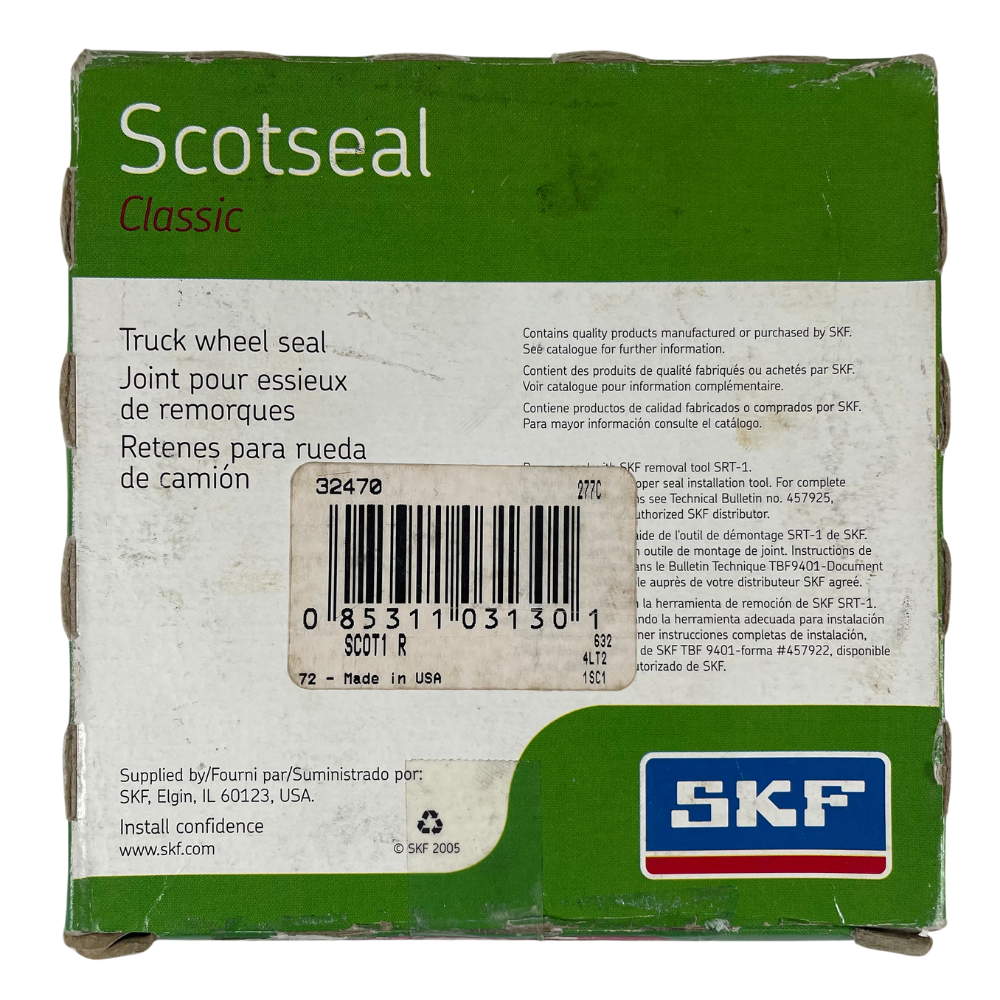 Scotseal
Classic
Truck wheel seal
Joint pour essieux
de remorques
Retenes para rueda
de camión
Contains quality products manufactured or purchased by SKF.
See catalogue for further information.
Contient des produits de qualité fabriqués ou achetés par SKF.
Voir catalogue pour information complémentaire.
Contiene productos de calidad fabricados o comprados por SKF.
Para mayor información consulte el catálogo.
SKF removal tool SRT-1.
oper seal installation tool. For complete
ns see Technical Bulletin no. 457925,
uthorized SKF distributor.
aide de l'outil de démontage SRT-1 de SKF.
n outile de montage de joint. Instructions de
ans le Bulletin Technique TBF9401-Document
le auprès de votre distributeur SKF agreé.
n la herramienta de remoción de SKF SRT-1.
ando la herramienta adecuada para instalación
ner instrucciones completas de instalación,
de SKF TBF 9401-forma #457922, disponible
utorizado de SKF.
32470 277C
0 85311 03130 1
SCOT1 R 632
4LT2
72 - Made in USA 1SC1
Supplied by/Fourni par/Suministrado por:
SKF, Elgin, IL 60123, USA.
Install confidence
www.skf.com
© SKF 2005
SKF